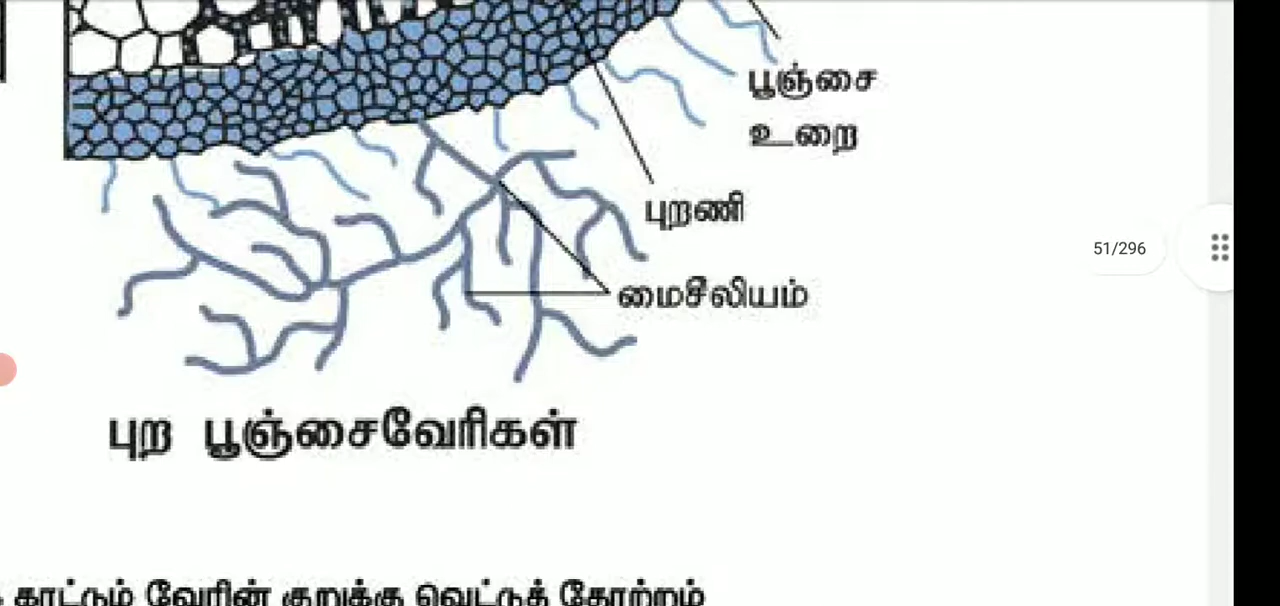 பூஞ்சை
உறை
புறணி
51/296
மைசீலியம்
புற பூஞ்சைவேரிகள்
காட்டும் வேரின் குறுக்கு வெட்டுத் தோற்றம்